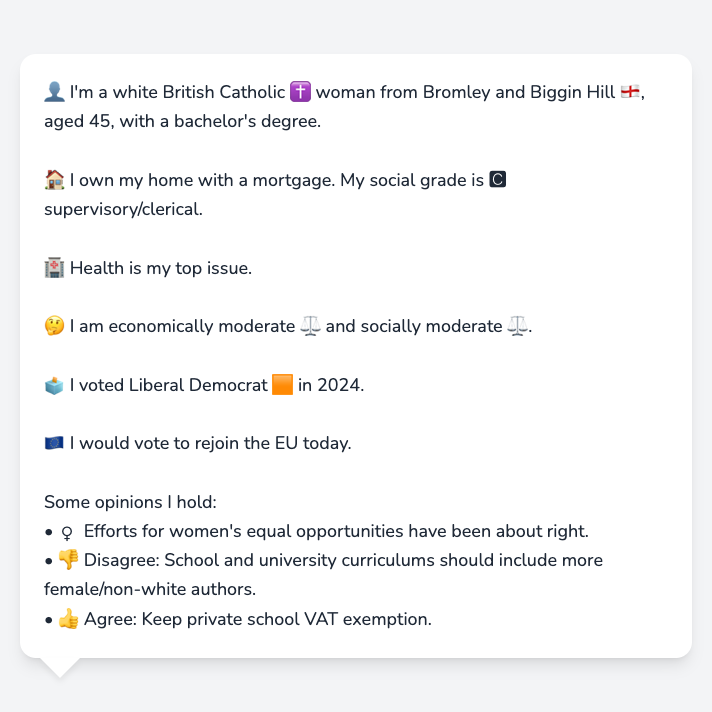 👤 I'm a white British Catholic ✝️ woman from Bromley and Biggin Hill 🏴󠁧󠁢󠁥󠁮󠁧󠁿,
aged 45, with a bachelor's degree.
🏠 I own my home with a mortgage. My social grade is 🅲
supervisory/clerical.
🏥 Health is my top issue.
🤔 I am economically moderate ⚖️ and socially moderate ⚖️.
🗳️ I voted Liberal Democrat 🟧 in 2024.
🇪🇺 I would vote to rejoin the EU today.
Some opinions I hold:
• ♀️ Efforts for women's equal opportunities have been about right.
• 👎 Disagree: School and university curriculums should include more
female/non-white authors.
• 👍 Agree: Keep private school VAT exemption.